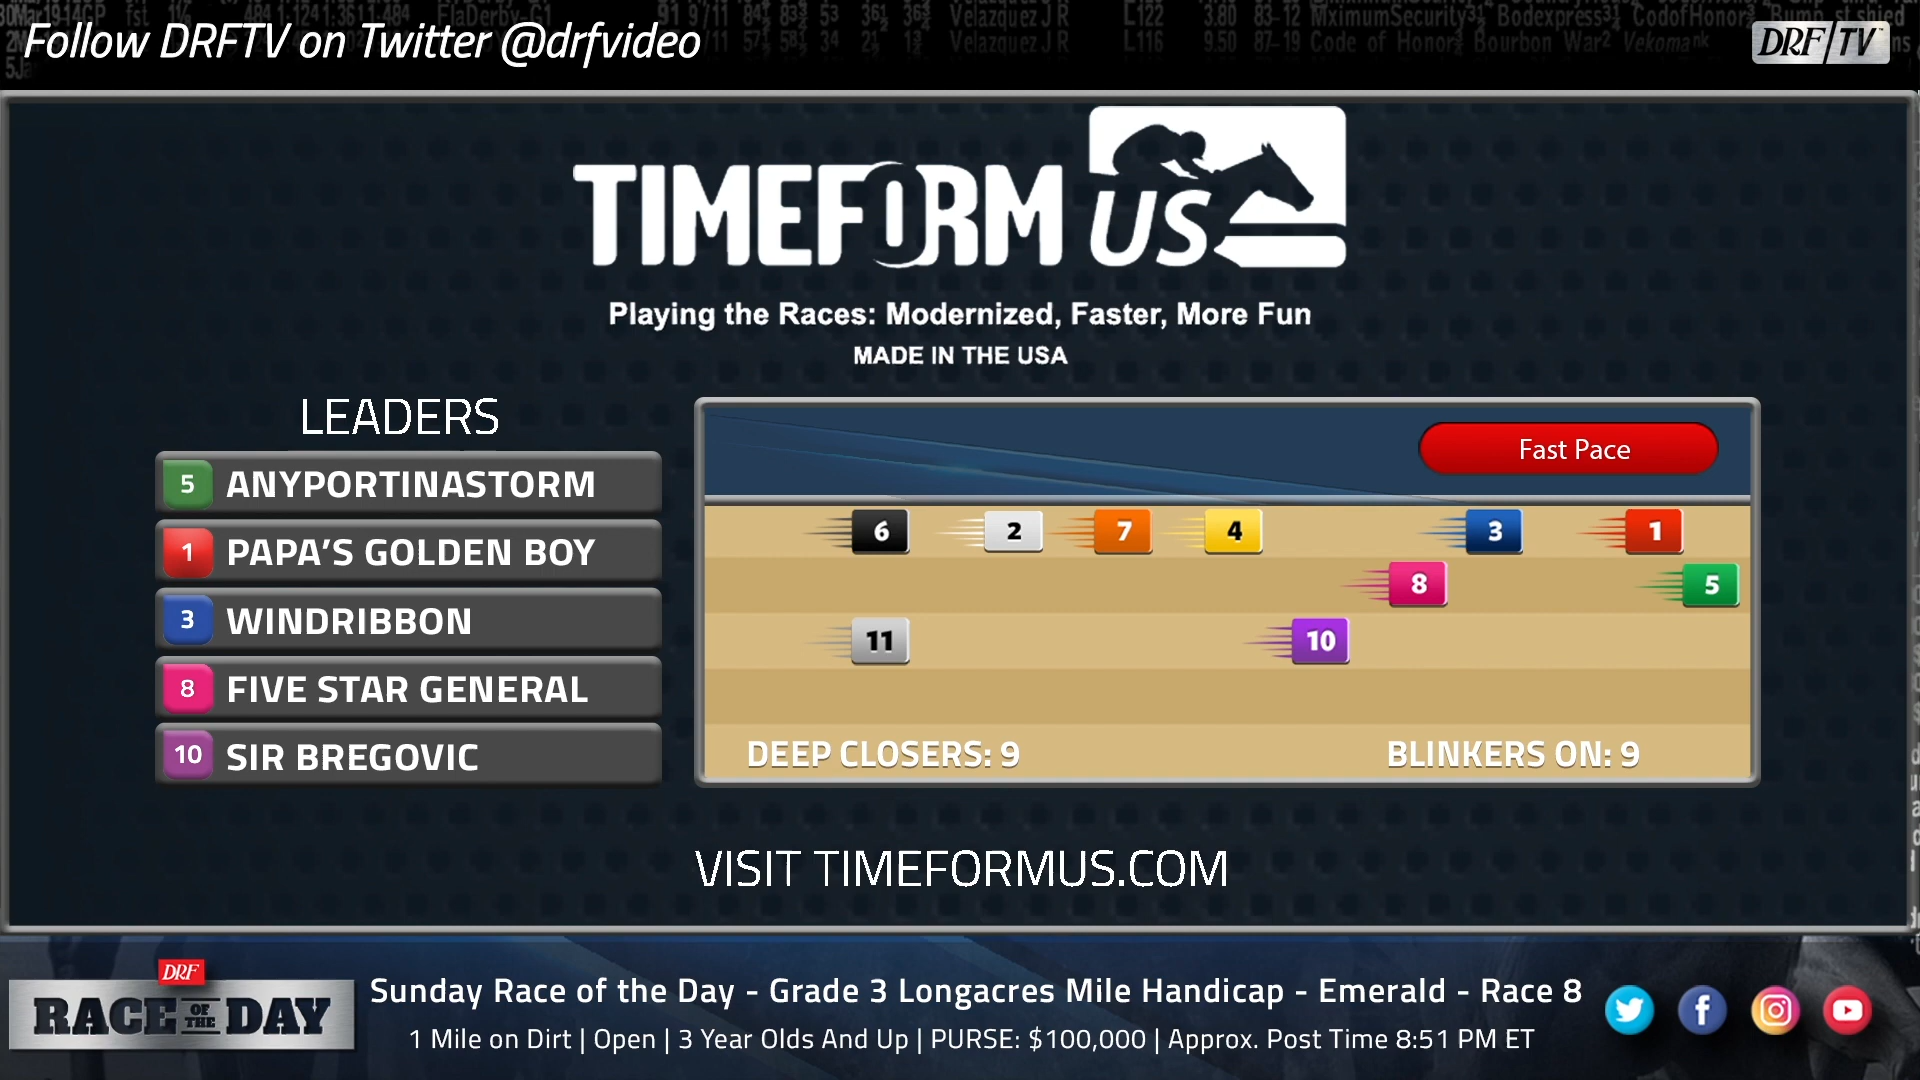 Follow DRFTV on Twitter @drfvideo
DRF/TV
TIMEFORM US
Playing the Races: Modernized, Faster, More Fun
MADE IN THE USA
LEADERS
5 ANYPORTINASTORM
1 PAPA'S GOLDEN BOY
3 WINDRIBBON
8 FIVE STAR GENERAL
10 SIR BREGOVIC
Fast Pace
6 2 7 4 3 1
8 5
11 10
DEEP CLOSERS: 9 BLINKERS ON: 9
VISIT TIMEFORMUS.COM
DRF
RACE OF THE DAY
Sunday Race of the Day - Grade 3 Longacres Mile Handicap - Emerald - Race 8
1 Mile on Dirt | Open | 3 Year Olds And Up | PURSE: $100,000 | Approx. Post Time 8:51 PM ET